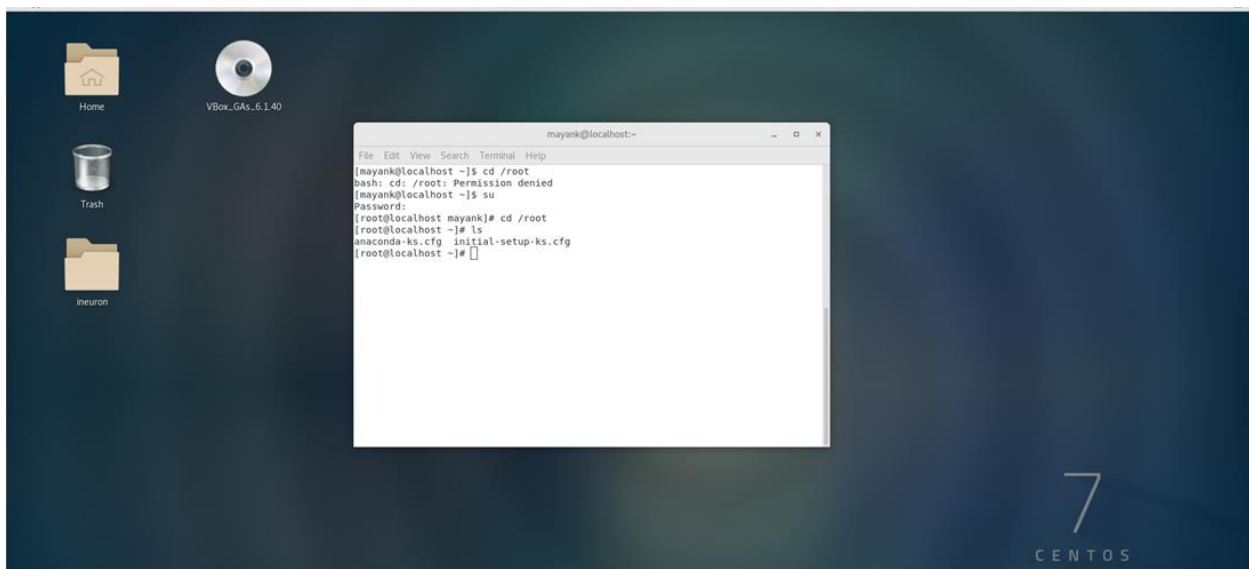 Home
VBox_GAs_6.1.40
Trash
ineuron
mayank@localhost:~
File Edit View Search Terminal Help
[mayank@localhost ~]$ cd /root
bash: cd: /root: Permission denied
[mayank@localhost ~]$ su
Password:
[root@localhost mayank]# cd /root
[root@localhost ~]# ls
anaconda-ks.cfg  initial-setup-ks.cfg
[root@localhost ~]#
7
CENTOS